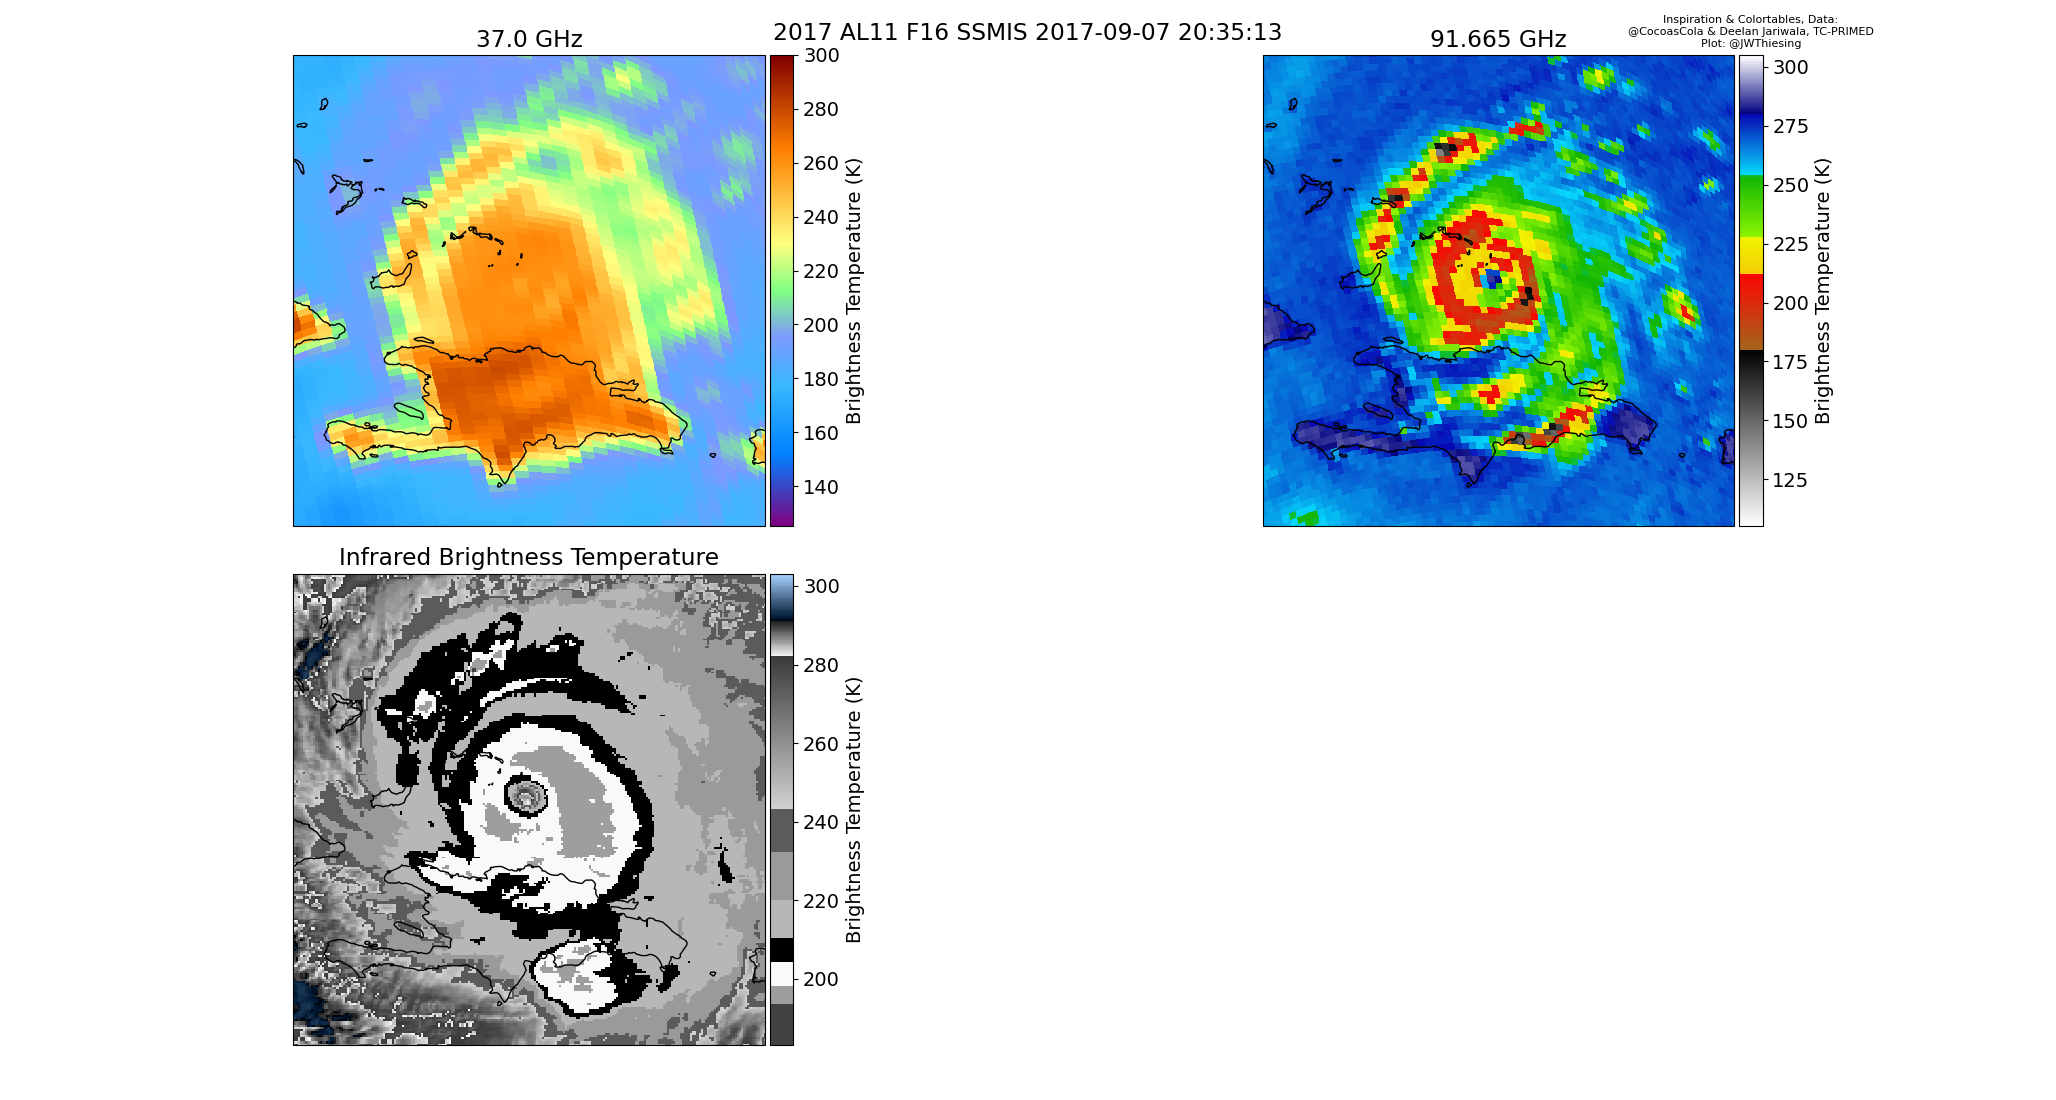 2017 AL11 F16 SSMIS 2017-09-07 20:35:13
Inspiration & Colortables, Data:
@CocoasCola & Deelan Jariwala, TC-PRIMED
Plot: @JWThiesing
37.0 GHz
300
280
260
240
220
200
180
160
140
Brightness Temperature (K)
91.665 GHz
300
275
250
225
200
175
150
125
Brightness Temperature (K)
Infrared Brightness Temperature
300
280
260
240
220
200
Brightness Temperature (K)